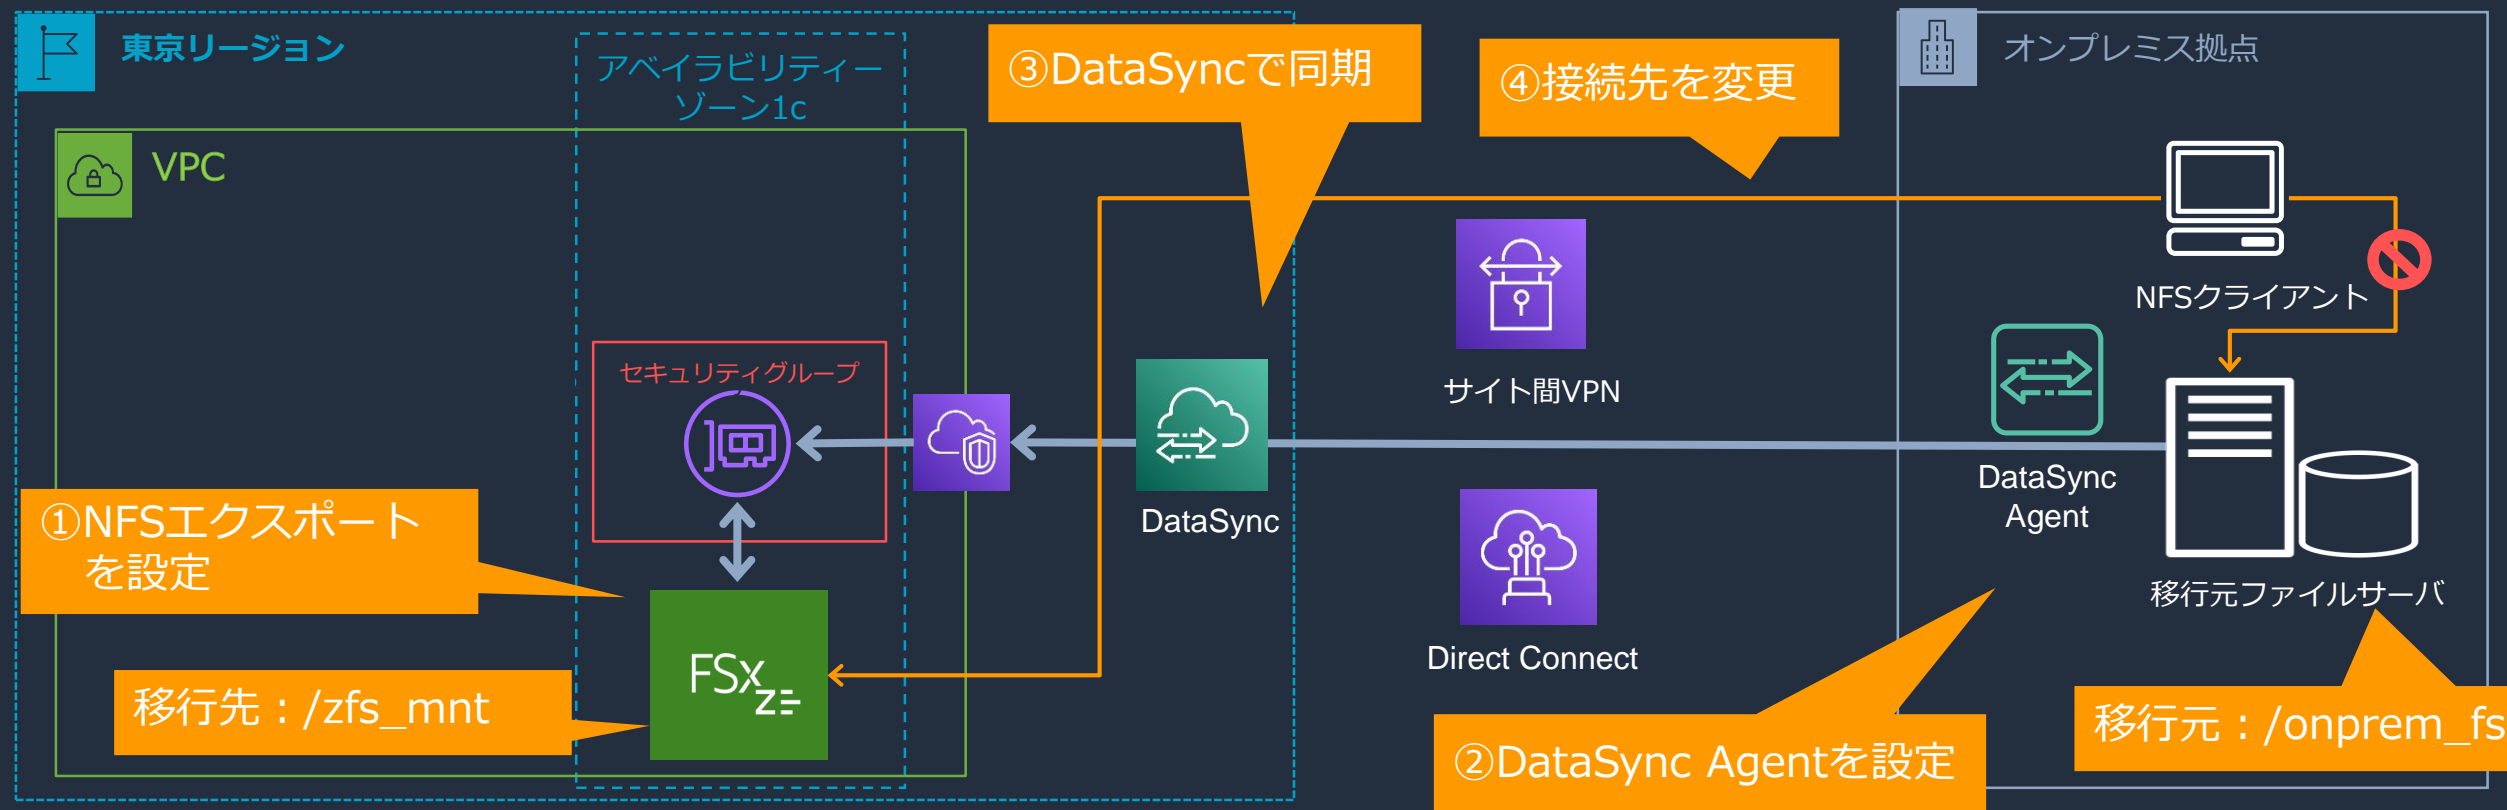 東京リージョン
アベイラビリティー
ゾーン1c
③DataSyncで同期
④接続先を変更
オンプレミス拠点
VPC
NFSクライアント
セキュリティグループ
サイト間VPN
DataSync
Agent
DataSync
①NFSエクスポート
を設定
移行元ファイルサーバ
Direct Connect
FSx
Z
移行先：/zfs_mnt
②DataSync Agentを設定
移行元：/onprem_fs